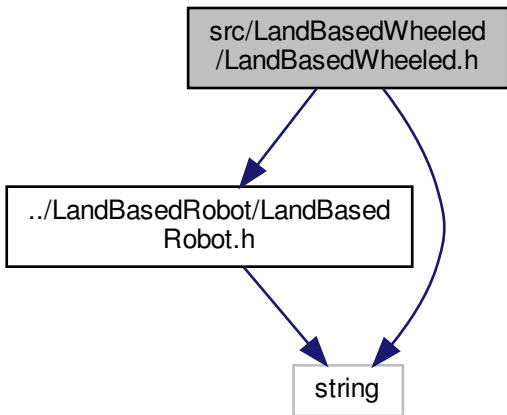 src/LandBasedWheeled
/LandBasedWheeled.h
../LandBasedRobot/LandBased
Robot.h
string